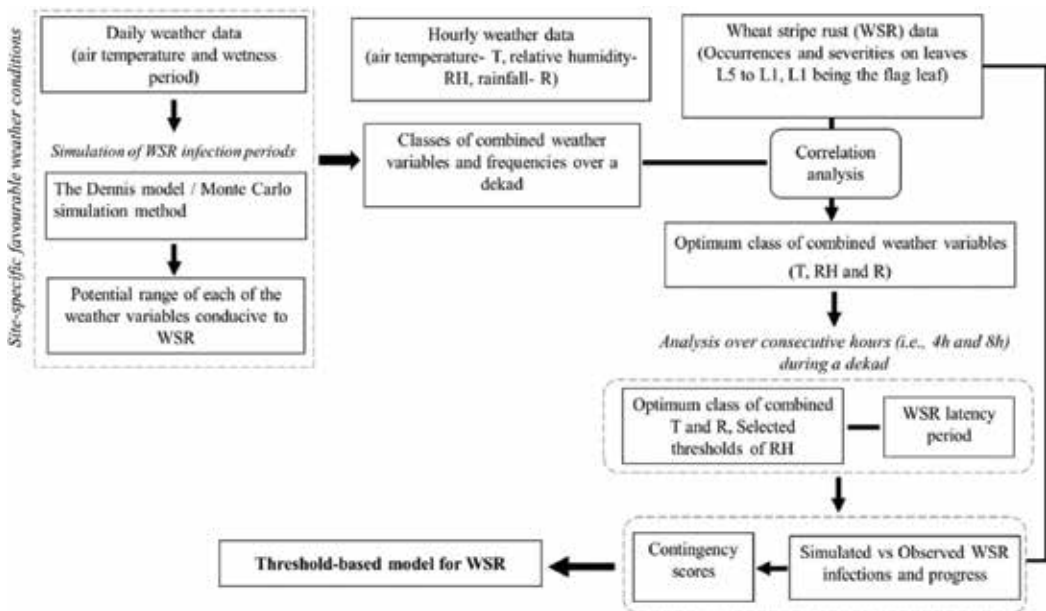 Site-specific favourable weather conditions
Daily weather data
(air temperature and wetness
period)
Simulation of WSR infection periods
The Dennis model / Monte Carlo
simulation method
Potential range of each of the
weather variables conducive to
WSR
Hourly weather data
(air temperature- T, relative humidity-
RH, rainfall- R)
Classes of combined weather
variables and frequencies over a
dekad
Wheat stripe rust (WSR) data
(Occurrences and severities on leaves
L5 to L1, L1 being the flag leaf)
Correlation
analysis
Optimum class of combined weather variables
(T, RH and R)
Analysis over consecutive hours (i.e., 4h and 8h)
during a dekad
Optimum class of combined
T and R, Selected
thresholds of RH
WSR latency
period
Simulated vs Observed WSR
infections and progress
Contingency
scores
Threshold-based model for WSR